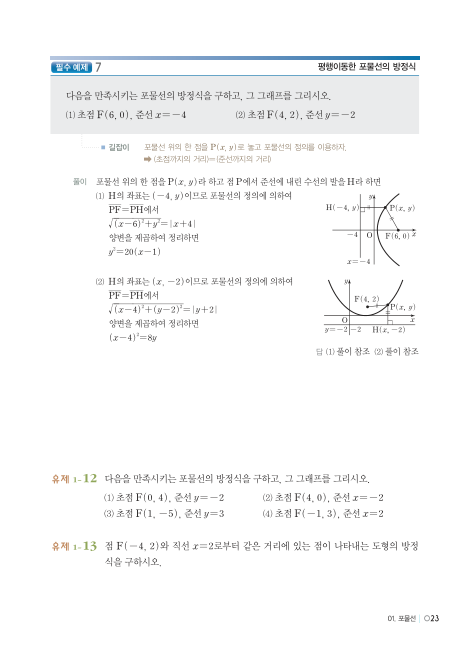 필수 예제 7 평행이동한 포물선의 방정식
다음을 만족시키는 포물선의 방정식을 구하고, 그 그래프를 그리시오.
(1) 초점 F(6, 0), 준선 x=-4 (2) 초점 F(4, 2), 준선 y=-2
길잡이 포물선 위의 한 점을 P(x, y)로 놓고 포물선의 정의를 이용하자.
➡ (초점까지의 거리)=(준선까지의 거리)
풀이 포물선 위의 한 점을 P(x, y)라 하고 점 P에서 준선에 내린 수선의 발을 H라 하면
(1) H의 좌표는 (-4, y)이므로 포물선의 정의에 의하여
PF=PH에서
√(x-6)²+y²=|x+4|
양변을 제곱하여 정리하면
y²=20(x-1)
H(-4, y) y P(x, y)
-4 O F(6, 0) x
x=-4
(2) H의 좌표는 (x, -2)이므로 포물선의 정의에 의하여
PF=PH에서
√(x-4)²+(y-2)²=|y+2|
양변을 제곱하여 정리하면
(x-4)²=8y
y
F(4, 2)
P(x, y)
O x
y=-2 -2 H(x, -2)
답 (1) 풀이 참조 (2) 풀이 참조
유제 1-12 다음을 만족시키는 포물선의 방정식을 구하고, 그 그래프를 그리시오.
(1) 초점 F(0, 4), 준선 y=-2 (2) 초점 F(4, 0), 준선 x=-2
(3) 초점 F(1, -5), 준선 y=3 (4) 초점 F(-1, 3), 준선 x=2
유제 1-13 점 F(-4, 2)와 직선 x=2로부터 같은 거리에 있는 점이 나타내는 도형의 방정
식을 구하시오.
01. 포물선 | 023